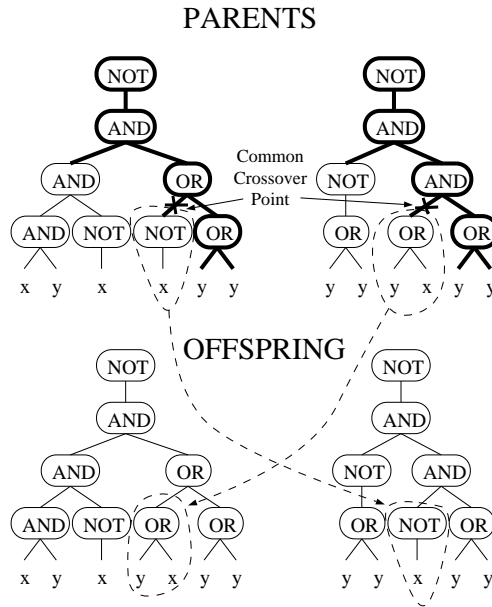 PARENTS
NOT NOT
AND AND
Common
Crossover
Point
AND OR NOT AND
AND NOT NOT OR OR OR OR
x y x x y y y y y x y y
OFFSPRING
NOT NOT
AND AND
AND OR NOT AND
AND NOT OR OR OR NOT OR
x y x y x y y y y x y y